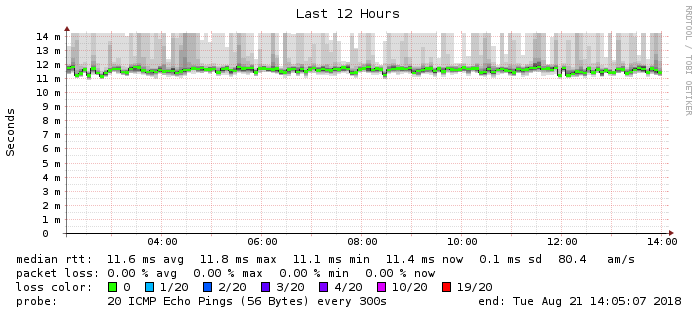 Last 12 Hours
RRDTOOL / TOBI OETIKER
Seconds
14 m
13 m
12 m
11 m
10 m
9 m
8 m
7 m
6 m
5 m
4 m
3 m
2 m
1 m
0
04:00 06:00 08:00 10:00 12:00 14:00
median rtt: 11.6 ms avg 11.8 ms max 11.1 ms min 11.4 ms now 0.1 ms sd 80.4 am/s
packet loss: 0.00 % avg 0.00 % max 0.00 % min 0.00 % now
loss color: 0 1/20 2/20 3/20 4/20 10/20 19/20
probe: 20 ICMP Echo Pings (56 Bytes) every 300s end: Tue Aug 21 14:05:07 2018